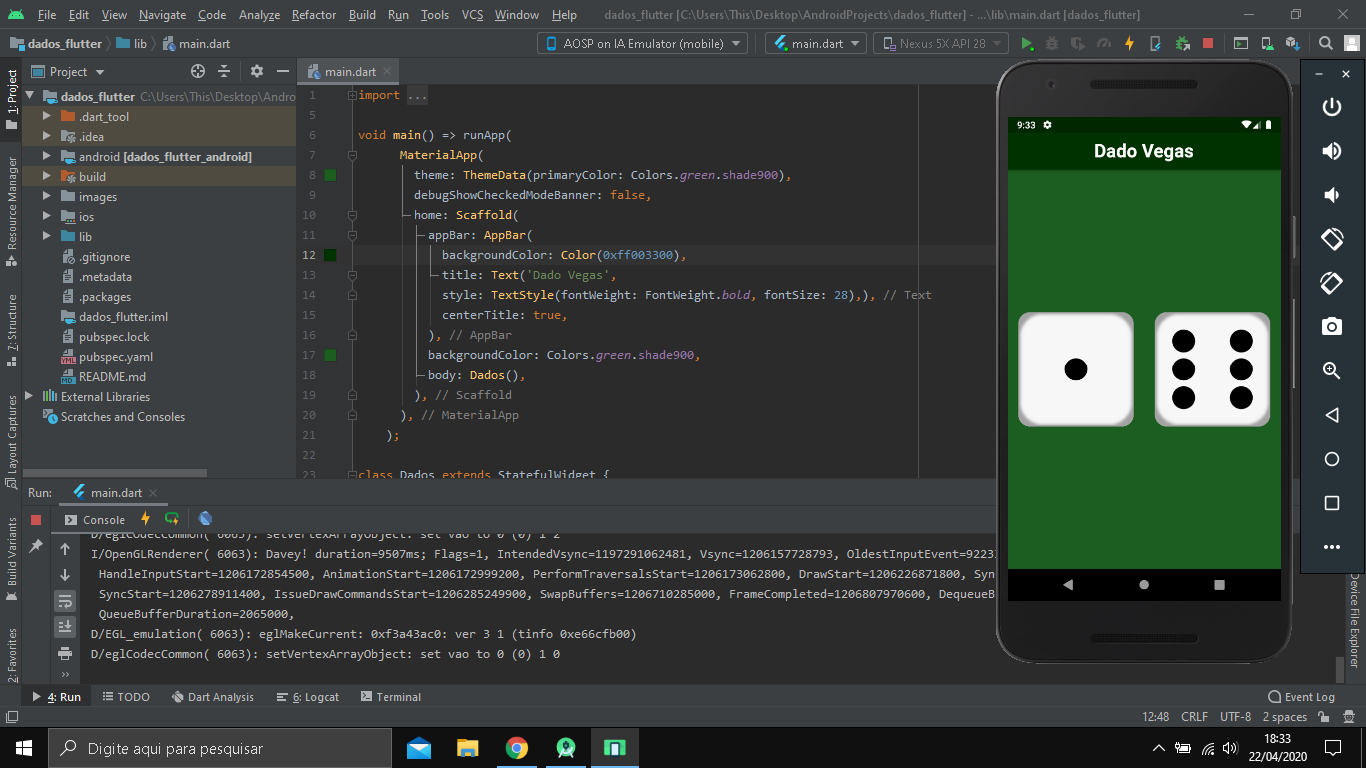 File Edit View Navigate Code Analyze Refactor Build Run Tools VCS Window Help dados_flutter [C:\Users\This\Desktop\AndroidProjects\dados_flutter] - ...\lib\main.dart [dados_flutter]
dados_flutter lib main.dart AOSP on IA Emulator (mobile) main.dart Nexus 5X API 28
1: Project
Resource Manager
7: Structure
Layout Captures
Build Variants
2: Favorites
Project
dados_flutter C:\Users\This\Desktop\Andro
.dart_tool
.idea
android [dados_flutter_android]
build
images
ios
lib
.gitignore
.metadata
.packages
dados_flutter.iml
pubspec.lock
pubspec.yaml
README.md
External Libraries
Scratches and Consoles
main.dart
1 import ...
5
6 void main() => runApp(
7 MaterialApp(
8 theme: ThemeData(primaryColor: Colors.green.shade900),
9 debugShowCheckedModeBanner: false,
10 home: Scaffold(
11 appBar: AppBar(
12 backgroundColor: Color(0xff003300),
13 title: Text('Dado Vegas',
14 style: TextStyle(fontWeight: FontWeight.bold, fontSize: 28),), // Text
15 centerTitle: true,
16 ), // AppBar
17 backgroundColor: Colors.green.shade900,
18 body: Dados(),
19 ), // Scaffold
20 ), // MaterialApp
21 );
22
23 class Dados extends StatefulWidget {
9:33
Dado Vegas
Device File Explorer
Run: main.dart
Console
D/eglCodecCommon( 6063): setVertexArrayObject: set vao to 0 (0) 1 2
I/OpenGLRenderer( 6063): Davey! duration=9507ms; Flags=1, IntendedVsync=1197291062481, Vsync=1206157728793, OldestInputEvent=9223
HandleInputStart=1206172854500, AnimationStart=1206172999200, PerformTraversalsStart=1206173062800, DrawStart=1206226871800, Syn
SyncStart=1206278911400, IssueDrawCommandsStart=1206285249900, SwapBuffers=1206710285000, FrameCompleted=1206807970600, DequeueB
QueueBufferDuration=2065000,
D/EGL_emulation( 6063): eglMakeCurrent: 0xf3a43ac0: ver 3 1 (tinfo 0xe66cfb00)
D/eglCodecCommon( 6063): setVertexArrayObject: set vao to 0 (0) 1 0
4: Run TODO Dart Analysis 6: Logcat Terminal Event Log
12:48 CRLF UTF-8 2 spaces
Digite aqui para pesquisar
18:33
22/04/2020